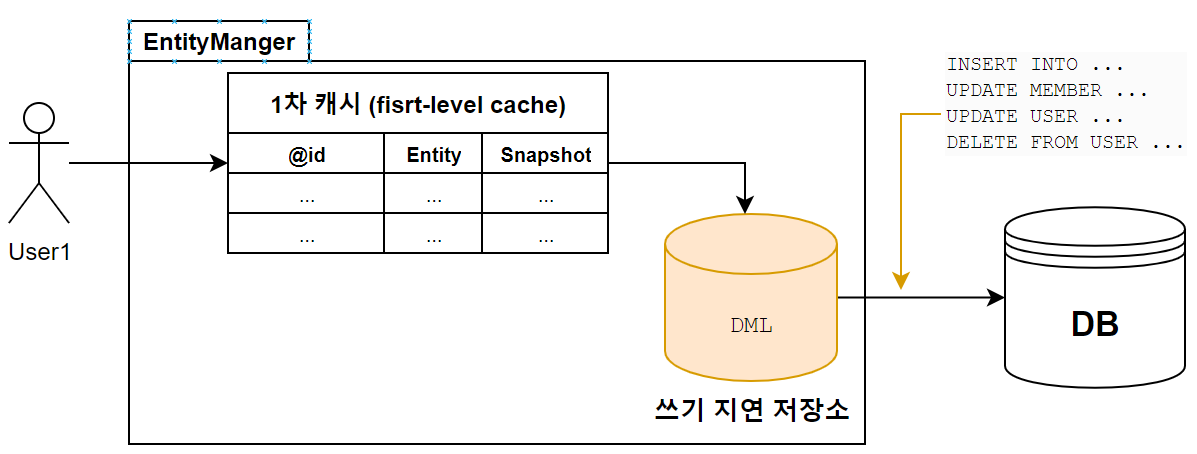 EntityManger
1차 캐시 (fisrt-level cache)
@id Entity Snapshot
... ... ...
... ... ...
User1
INSERT INTO ...
UPDATE MEMBER ...
UPDATE USER ...
DELETE FROM USER ...
DML
쓰기 지연 저장소
DB